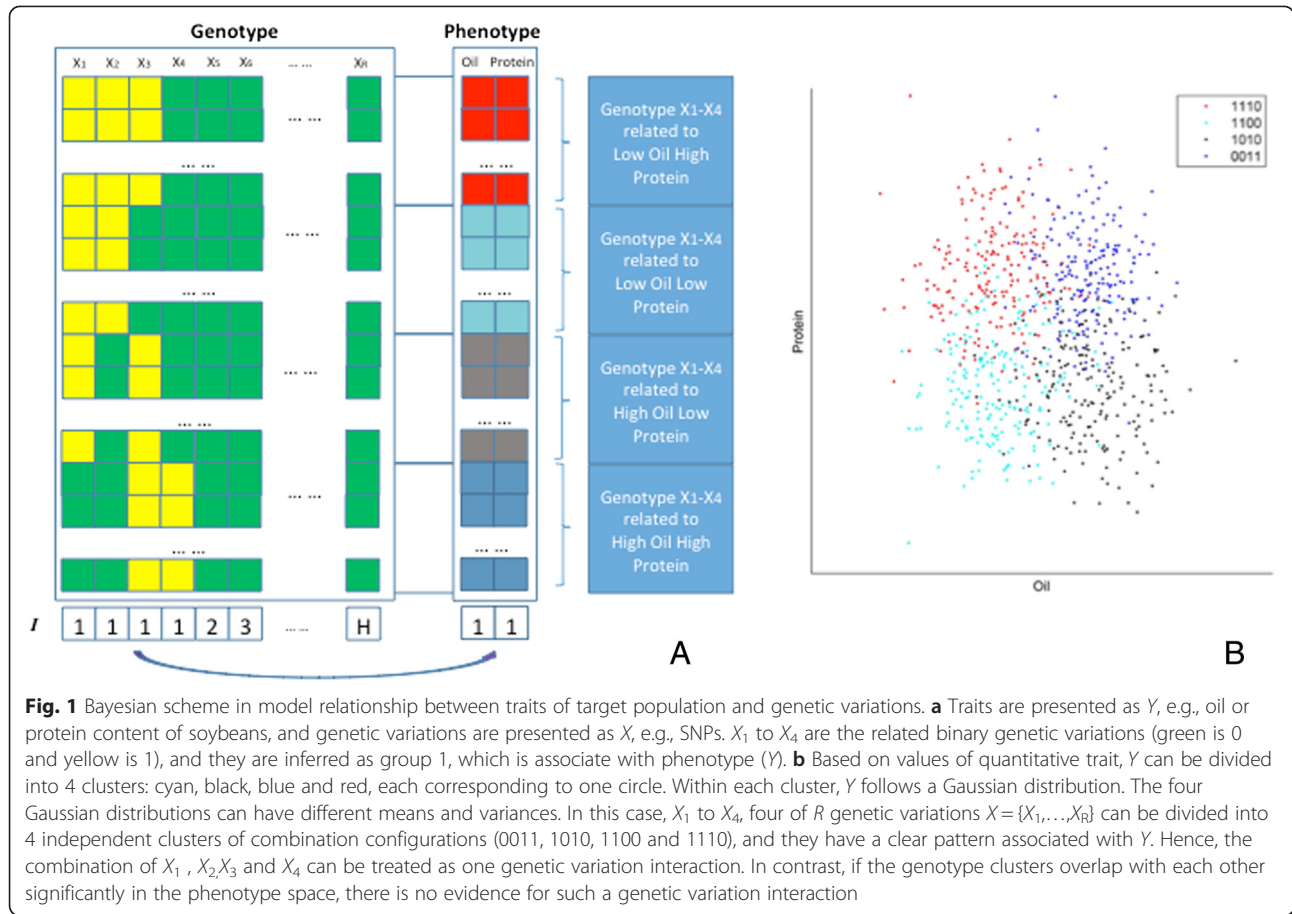 Genotype
Phenotype
X1 X2 X3 X4 X5 X6 ... ... XR
Oil Protein
... ...
... ... ... ...
... ...
... ... ... ...
... ...
... ... ... ...
... ...
... ...
I 1 1 1 1 2 3 ... ... H 1 1
Genotype X1-X4
related to
Low Oil High
Protein
Genotype X1-X4
related to
Low Oil Low
Protein
Genotype X1-X4
related to
High Oil Low
Protein
Genotype X1-X4
related to
High Oil High
Protein
A
1110
1100
1010
0011
Protein
Oil
B
Fig. 1 Bayesian scheme in model relationship between traits of target population and genetic variations. a Traits are presented as Y, e.g., oil or
protein content of soybeans, and genetic variations are presented as X, e.g., SNPs. X1 to X4 are the related binary genetic variations (green is 0
and yellow is 1), and they are inferred as group 1, which is associate with phenotype (Y). b Based on values of quantitative trait, Y can be divided
into 4 clusters: cyan, black, blue and red, each corresponding to one circle. Within each cluster, Y follows a Gaussian distribution. The four
Gaussian distributions can have different means and variances. In this case, X1 to X4, four of R genetic variations X = {X1,...,XR} can be divided into
4 independent clusters of combination configurations (0011, 1010, 1100 and 1110), and they have a clear pattern associated with Y. Hence, the
combination of X1 , X2,X3 and X4 can be treated as one genetic variation interaction. In contrast, if the genotype clusters overlap with each other
significantly in the phenotype space, there is no evidence for such a genetic variation interaction